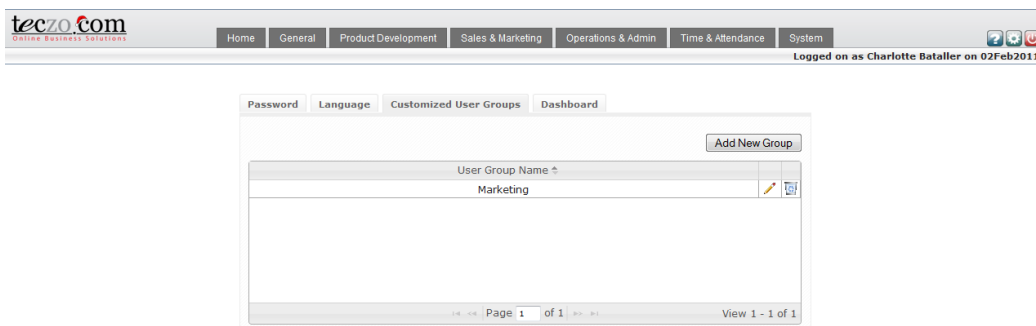 teczo.com
Online Business Solutions
Home General Product Development Sales & Marketing Operations & Admin Time & Attendance System
?
Logged on as Charlotte Bataller on 02Feb2011
Password Language Customized User Groups Dashboard
Add New Group
User Group Name
Marketing
Page 1 of 1
View 1 - 1 of 1